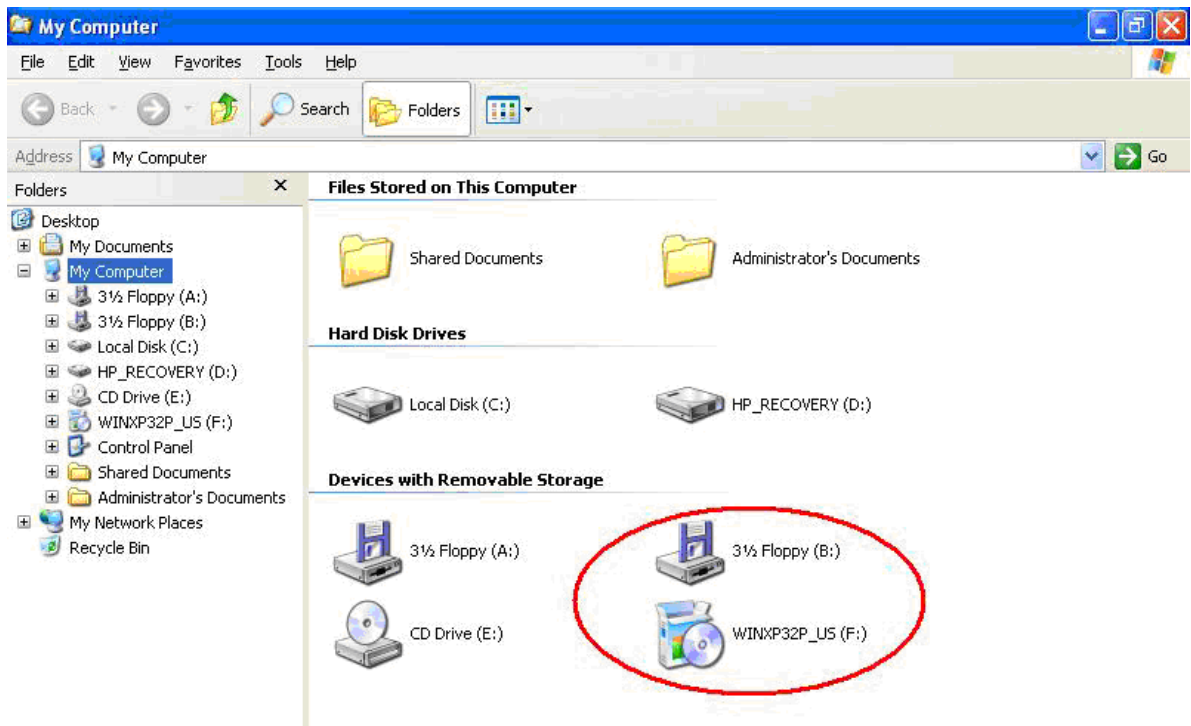 My Computer
File Edit View Favorites Tools Help
Back Search Folders
Address My Computer Go
Folders
Desktop
My Documents
My Computer
3½ Floppy (A:)
3½ Floppy (B:)
Local Disk (C:)
HP_RECOVERY (D:)
CD Drive (E:)
WINXP32P_US (F:)
Control Panel
Shared Documents
Administrator's Documents
My Network Places
Recycle Bin
Files Stored on This Computer
Shared Documents Administrator's Documents
Hard Disk Drives
Local Disk (C:) HP_RECOVERY (D:)
Devices with Removable Storage
3½ Floppy (A:) 3½ Floppy (B:)
CD Drive (E:) WINXP32P_US (F:)